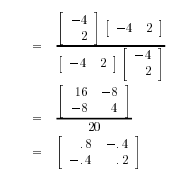 = [ −4 2 ] [ −4 2 ] / [ −4 2 ] [ −4 2 ]
= [ 16 −8 −8 4 ] / 20
= [ .8 −.4 −.4 .2 ]